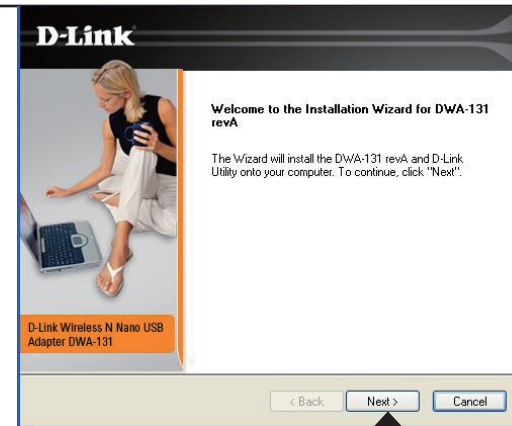 D-Link
Welcome to the Installation Wizard for DWA-131
revA
The Wizard will install the DWA-131 revA and D-Link
Utility onto your computer. To continue, click "Next".
D-Link Wireless N Nano USB
Adapter DWA-131
< Back
Next >
Cancel